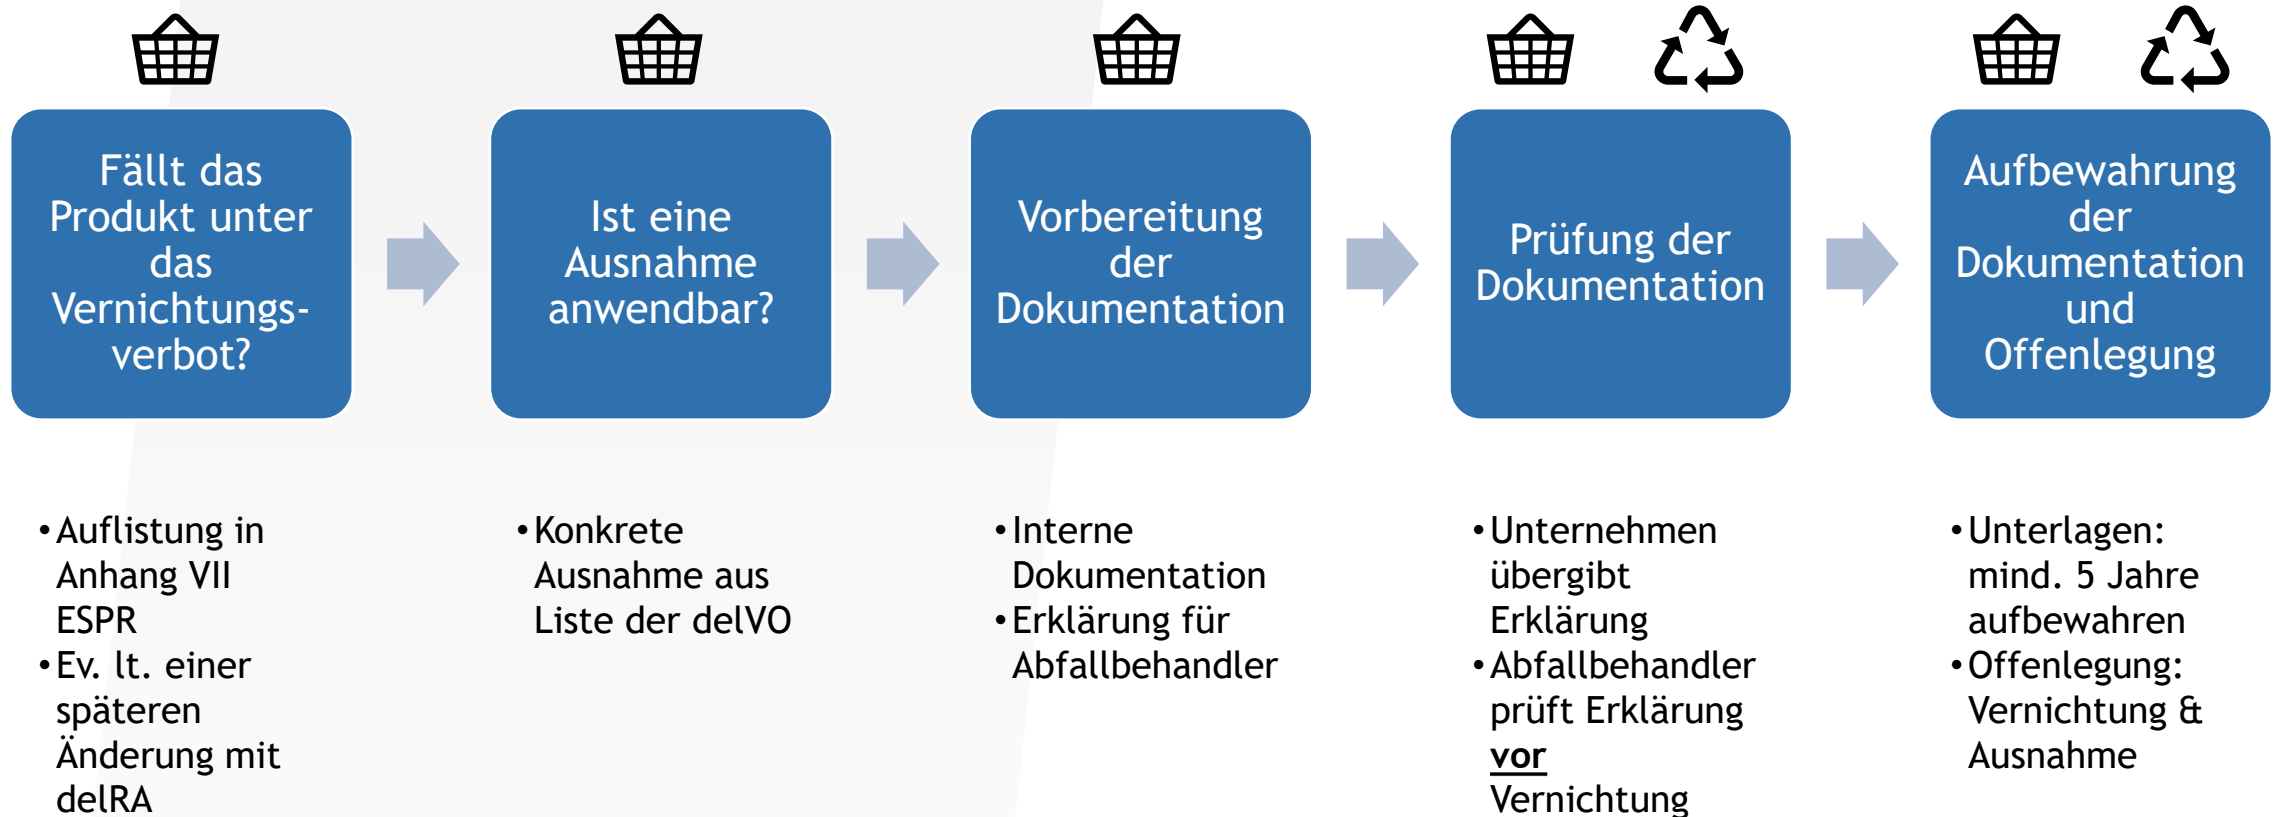 Fällt das
Produkt unter
das
Vernichtungs-
verbot?
Ist eine
Ausnahme
anwendbar?
Vorbereitung
der
Dokumentation
Prüfung der
Dokumentation
Aufbewahrung
der
Dokumentation
und
Offenlegung
• Auflistung in
Anhang VII
ESPR
• Ev. lt. einer
späteren
Änderung mit
delRA
• Konkrete
Ausnahme aus
Liste der delVO
• Interne
Dokumentation
• Erklärung für
Abfallbehandler
• Unternehmen
übergibt
Erklärung
• Abfallbehandler
prüft Erklärung
vor
Vernichtung
• Unterlagen:
mind. 5 Jahre
aufbewahren
• Offenlegung:
Vernichtung &
Ausnahme